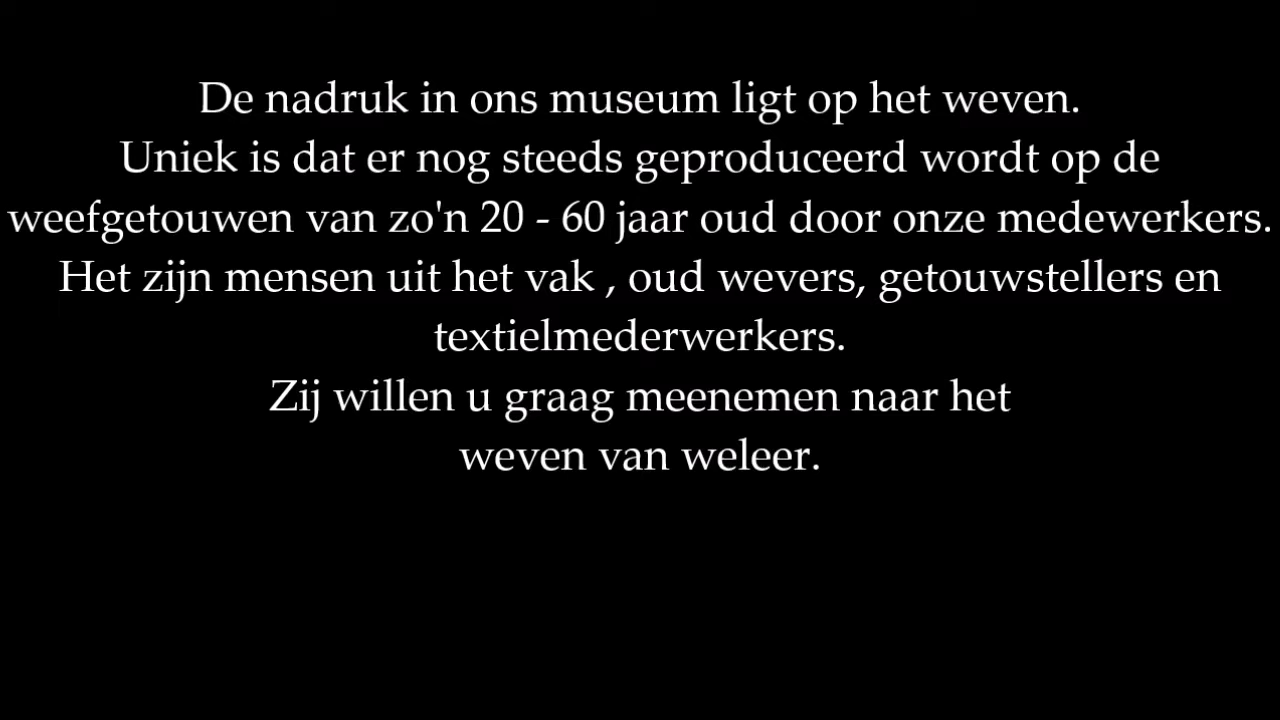 De nadruk in ons museum ligt op het weven.
Uniek is dat er nog steeds geproduceerd wordt op de
weefgetouwen van zo'n 20 - 60 jaar oud door onze medewerkers.
Het zijn mensen uit het vak , oud wevers, getouwstellers en
textielmederwerkers.
Zij willen u graag meenemen naar het
weven van weleer.